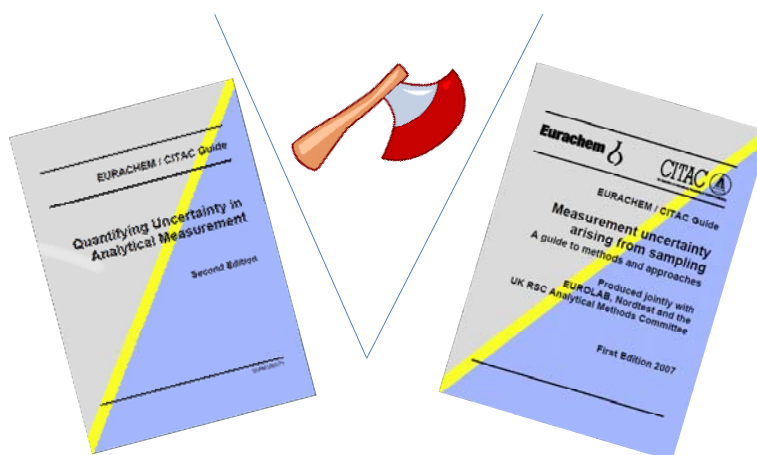 EURACHEM / CITAC Guide
Quantifying Uncertainty in
Analytical Measurement
Second Edition
Eurachem
CITAC
EURACHEM / CITAC Guide
Measurement uncertainty
arising from sampling
A guide to methods and approaches
Produced jointly with
EUROLAB, Nordtest and the
UK RSC Analytical Methods Committee
First Edition 2007